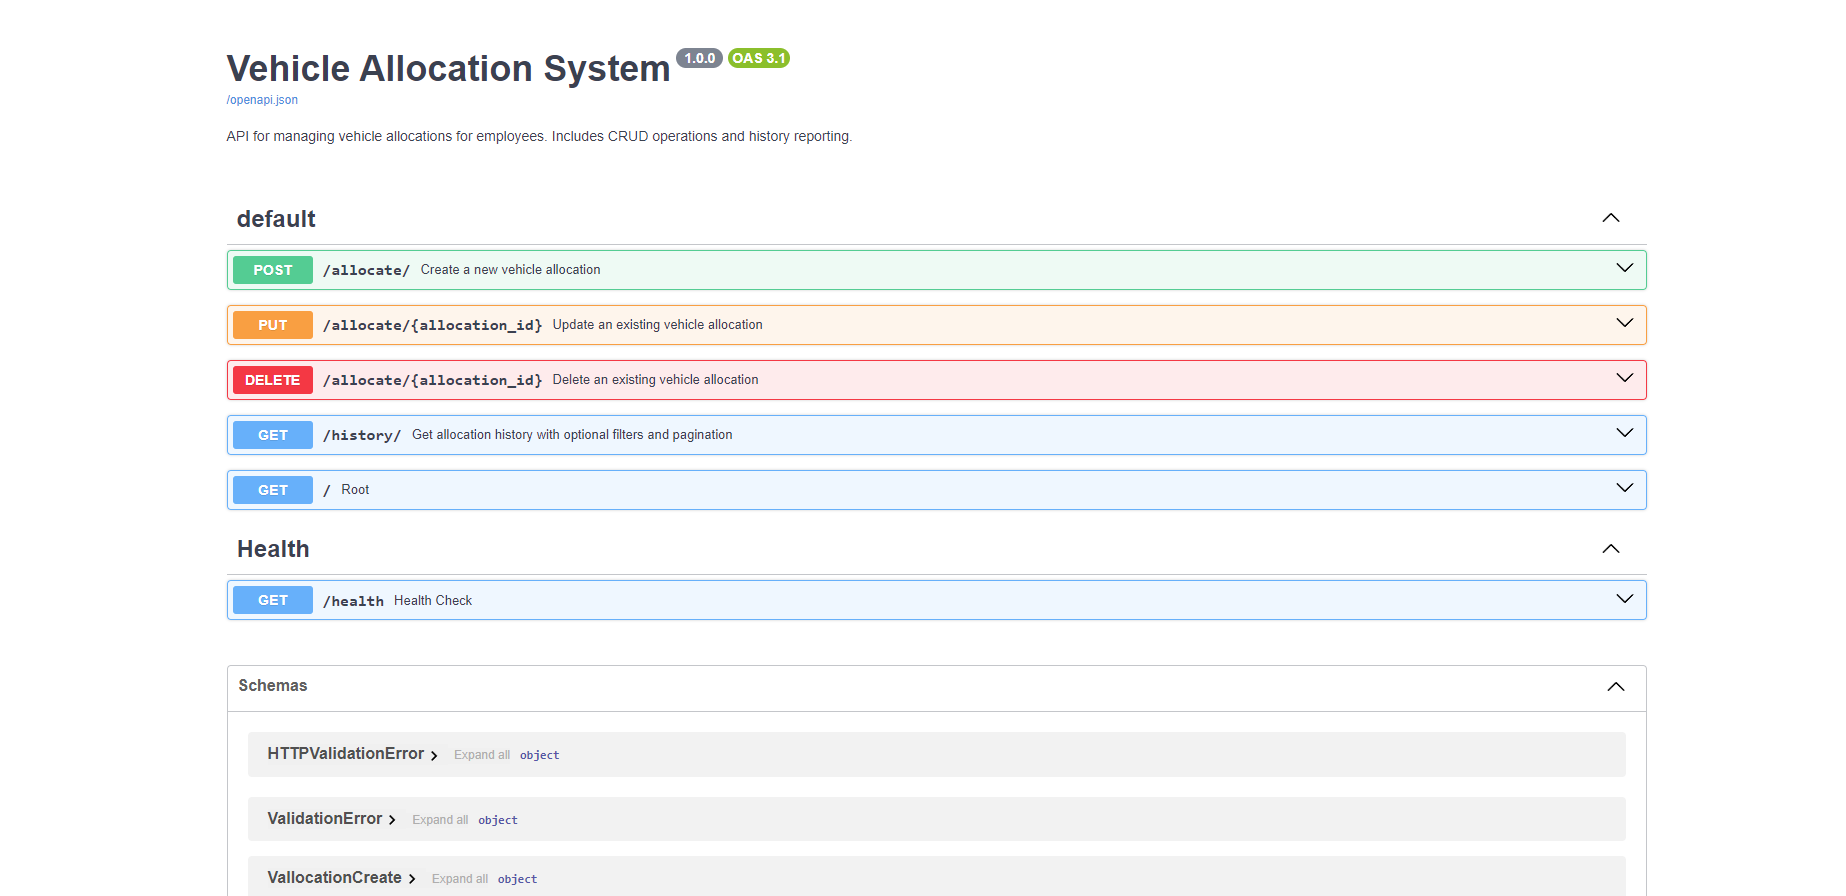 Vehicle Allocation System 1.0.0 OAS 3.1
/openapi.json
API for managing vehicle allocations for employees. Includes CRUD operations and history reporting.
default
POST /allocate/ Create a new vehicle allocation
PUT /allocate/{allocation_id} Update an existing vehicle allocation
DELETE /allocate/{allocation_id} Delete an existing vehicle allocation
GET /history/ Get allocation history with optional filters and pagination
GET / Root
Health
GET /health Health Check
Schemas
HTTPValidationError Expand all object
ValidationError Expand all object
VallocationCreate Expand all object